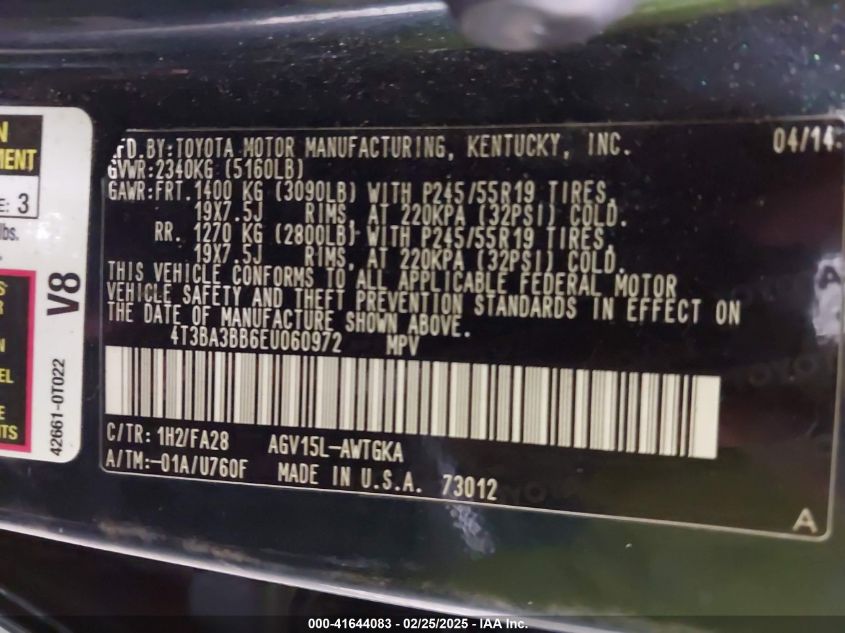 MFD.BY:TOYOTA MOTOR MANUFACTURING, KENTUCKY, INC. 04/14
GVWR:2340KG (5160LB)
GAWR:FRT.1400 KG (3090LB) WITH P245/55R19 TIRES,
19X7.5J RIMS, AT 220KPA (32PSI) COLD.
RR. 1270 KG (2800LB) WITH P245/55R19 TIRES,
19X7.5J RIMS, AT 220KPA (32PSI) COLD.
THIS VEHICLE CONFORMS TO ALL APPLICABLE FEDERAL MOTOR
VEHICLE SAFETY AND THEFT PREVENTION STANDARDS IN EFFECT ON
THE DATE OF MANUFACTURE SHOWN ABOVE.
4T3BA3BB6EU060972 MPV
C/TR: 1H2/FA28 AGV15L-AWTGKA
A/TM:-01A/U760F MADE IN U.S.A. 73012
A
E: 3
lbs.
V8
42661-0T022
000-41644083 - 02/25/2025 - IAA Inc.